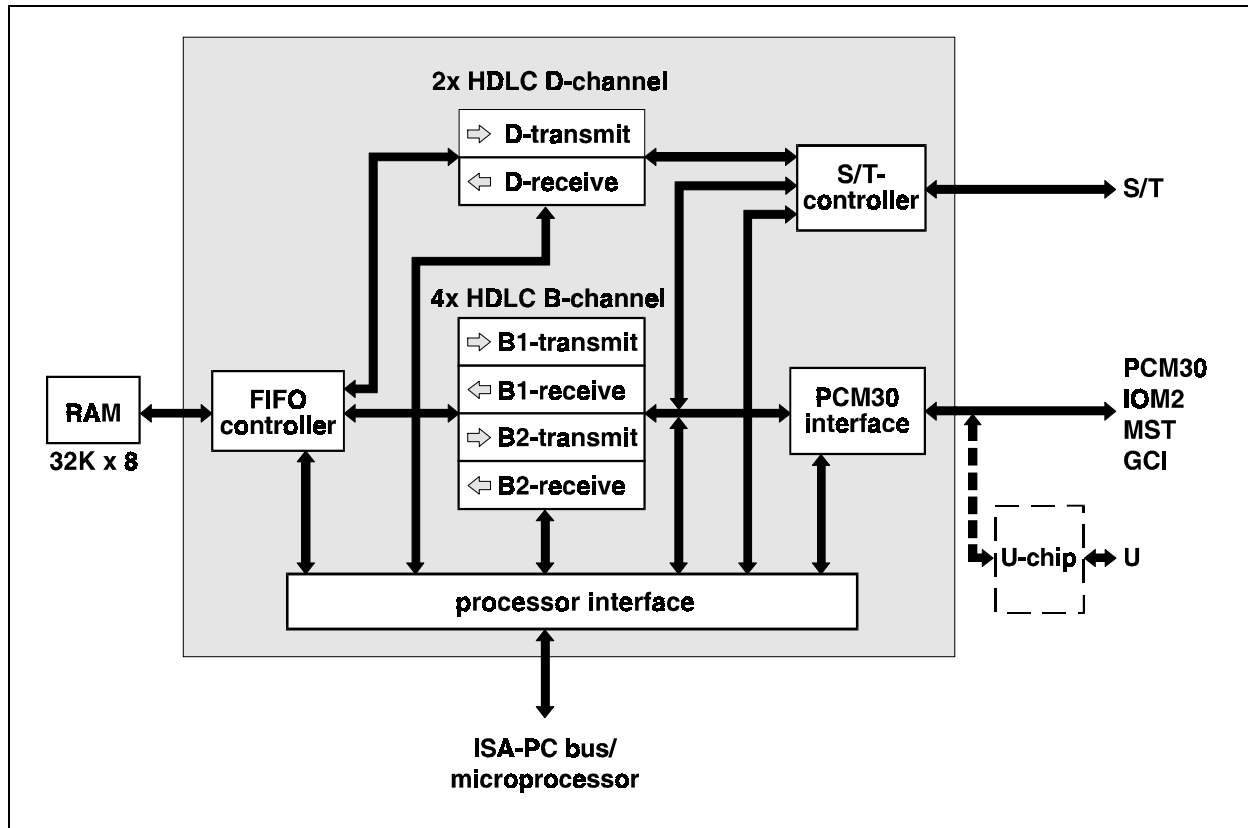 2x HDLC D-channel
D-transmit
D-receive
S/T-
controller
S/T
4x HDLC B-channel
B1-transmit
B1-receive
B2-transmit
B2-receive
RAM
32K x 8
FIFO
controller
PCM30
interface
PCM30
IOM2
MST
GCI
U-chip
U
processor interface
ISA-PC bus/
microprocessor